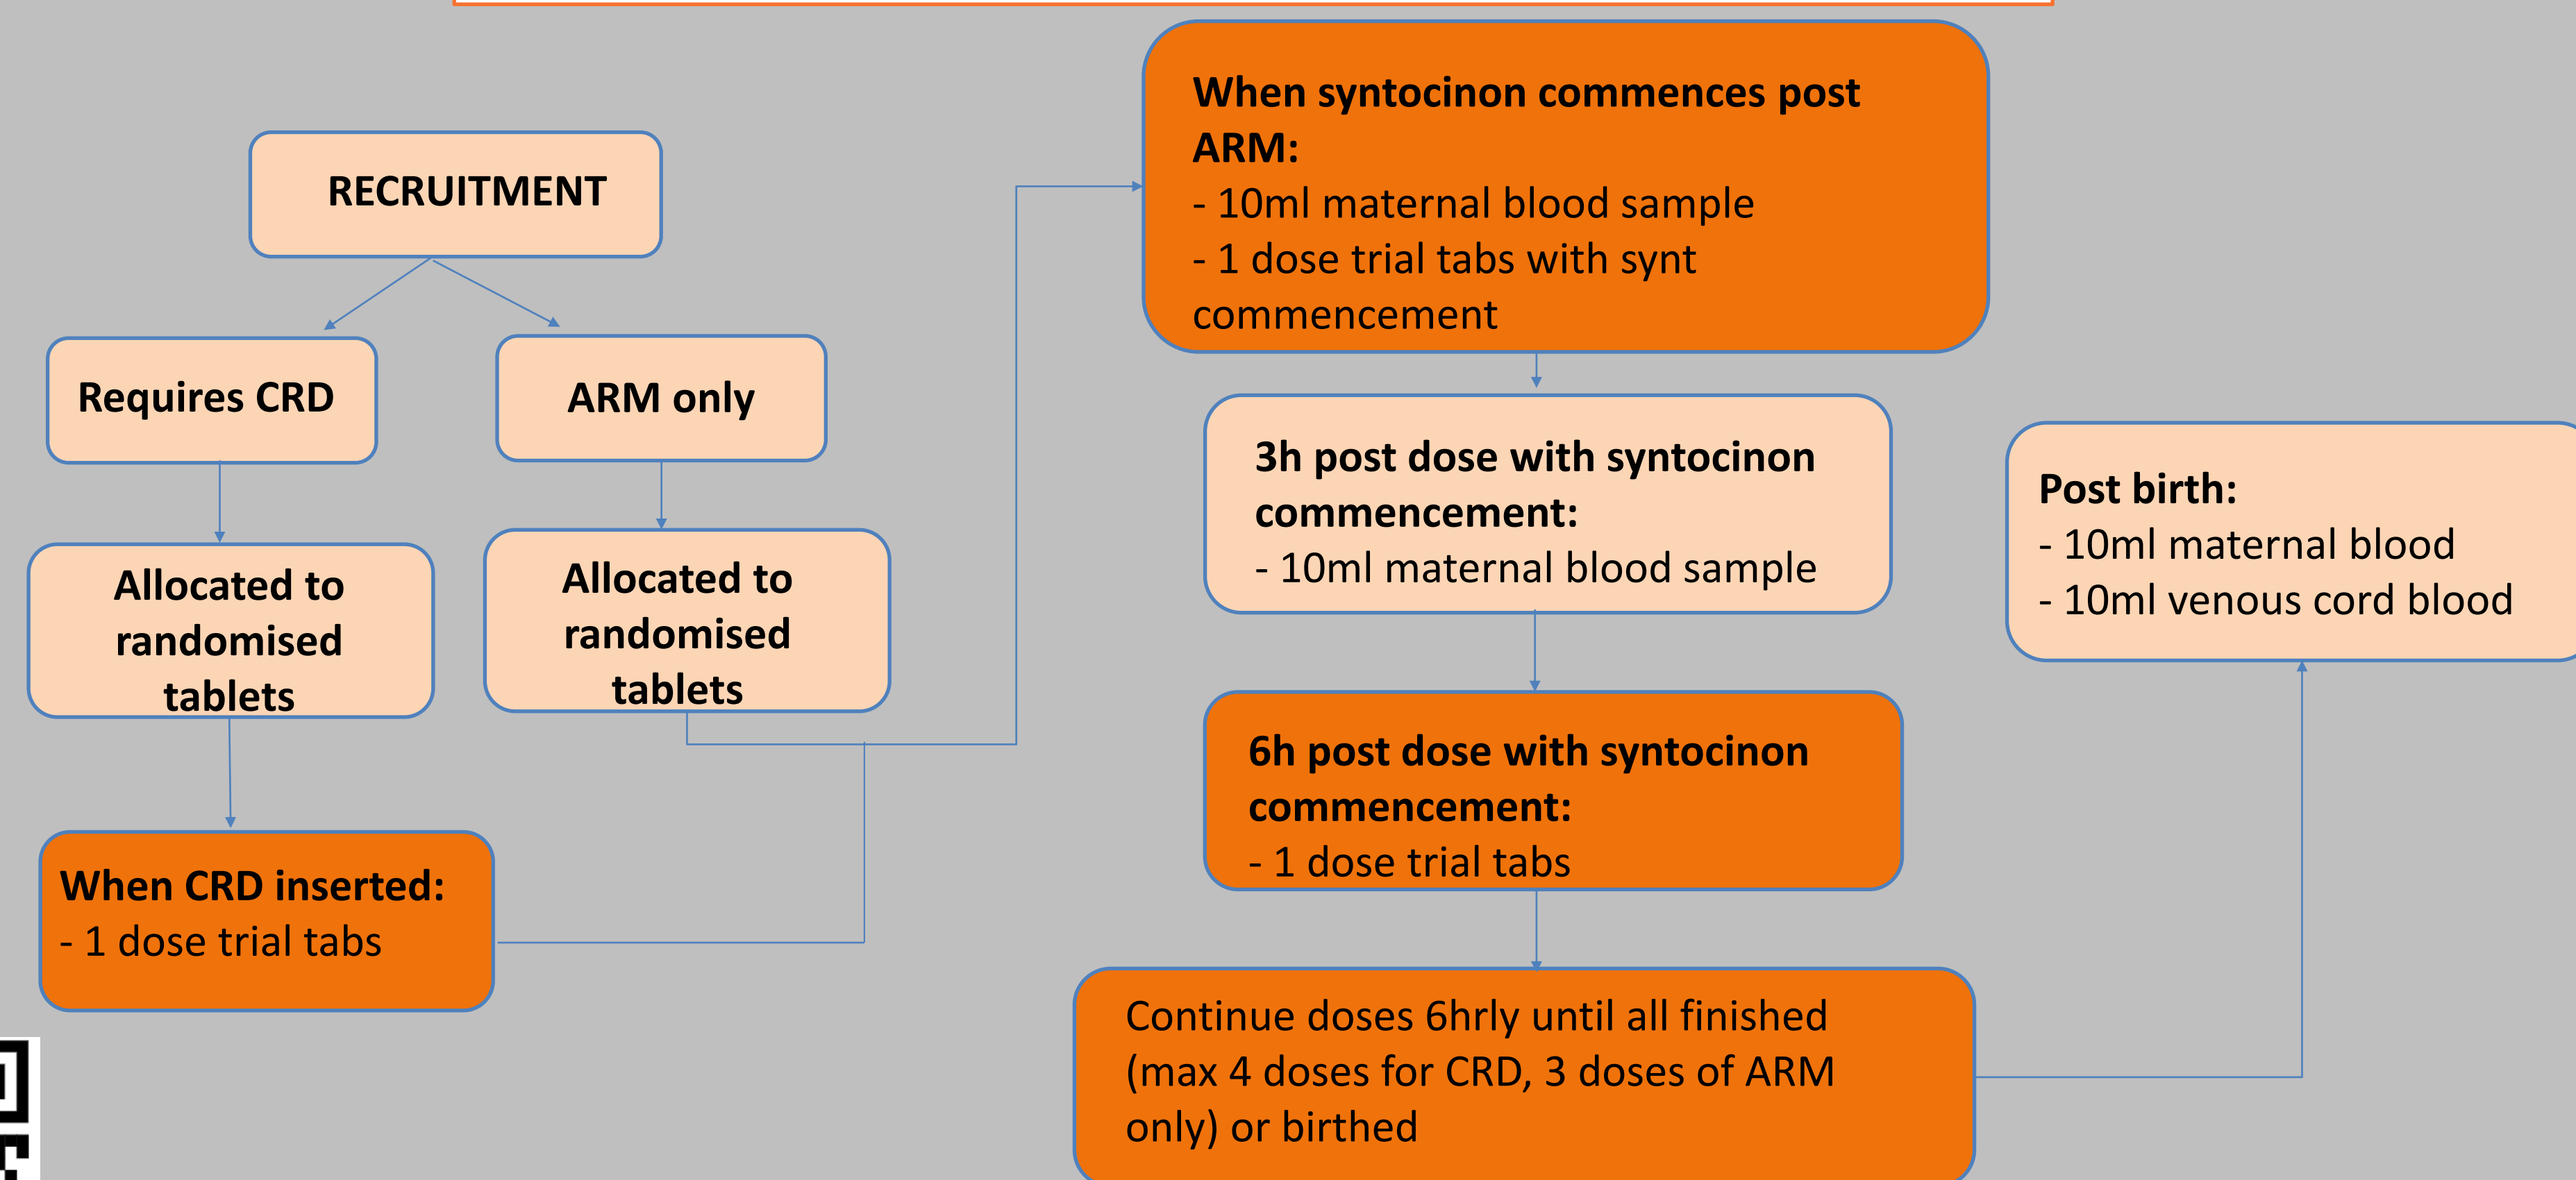 RECRUITMENT
Requires CRD
ARM only
Allocated to
randomised
tablets
Allocated to
randomised
tablets
When CRD inserted:
- 1 dose trial tabs
When syntocinon commences post
ARM:
- 10ml maternal blood sample
- 1 dose trial tabs with synt
commencement
3h post dose with syntocinon
commencement:
- 10ml maternal blood sample
6h post dose with syntocinon
commencement:
- 1 dose trial tabs
Continue doses 6hrly until all finished
(max 4 doses for CRD, 3 doses of ARM
only) or birthed
Post birth:
- 10ml maternal blood
- 10ml venous cord blood